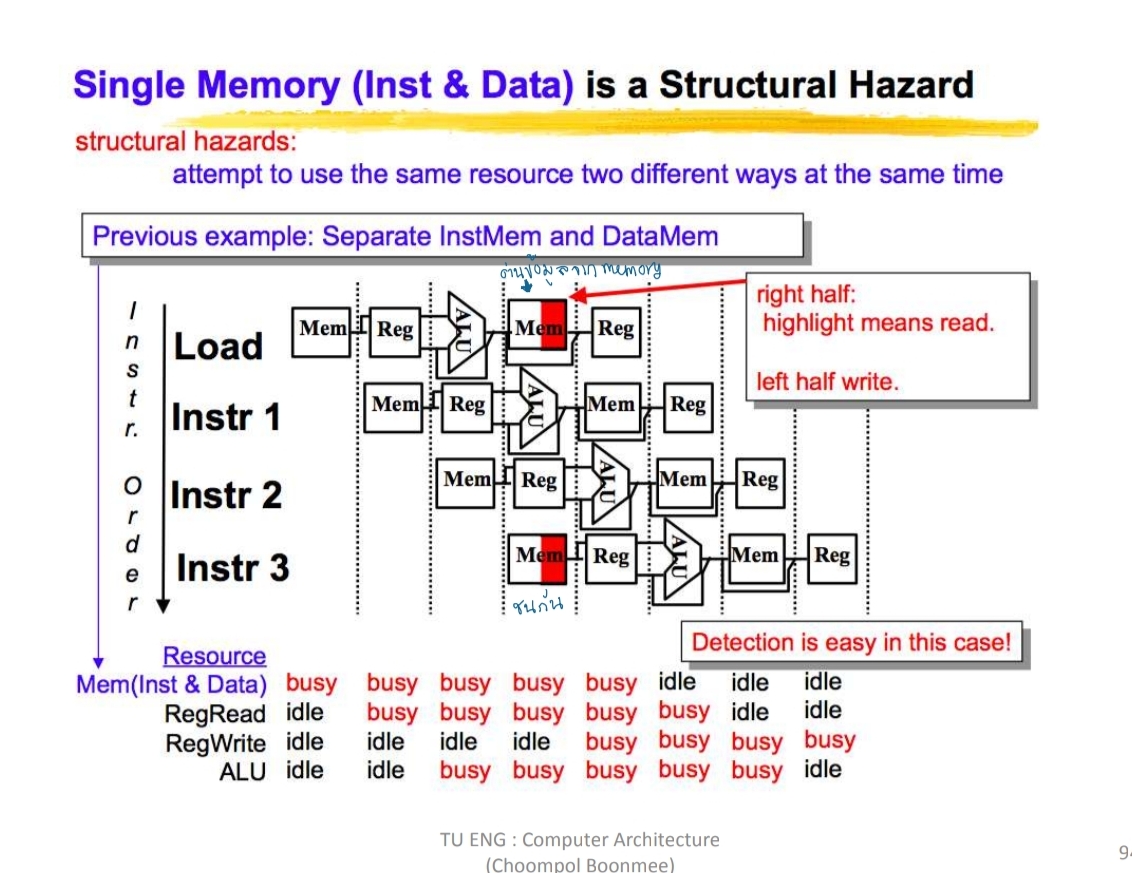 Single Memory (Inst & Data) is a Structural Hazard
structural hazards:
attempt to use the same resource two different ways at the same time
Previous example: Separate InstMem and DataMem
อ่านข้อมูลจาก memory
right half:
highlight means read.
left half write.
Instr. Order
Load Mem Reg ALU Mem Reg
Instr 1 Mem Reg ALU Mem Reg
Instr 2 Mem Reg ALU Mem Reg
Instr 3 Mem Reg ALU Mem Reg
ชนกัน
Detection is easy in this case!
Resource
Mem(Inst & Data) busy busy busy busy busy idle idle idle
RegRead idle busy busy busy busy busy idle idle
RegWrite idle idle idle idle busy busy busy busy
ALU idle idle busy busy busy busy busy idle
TU ENG : Computer Architecture
(Choompol Boonmee)